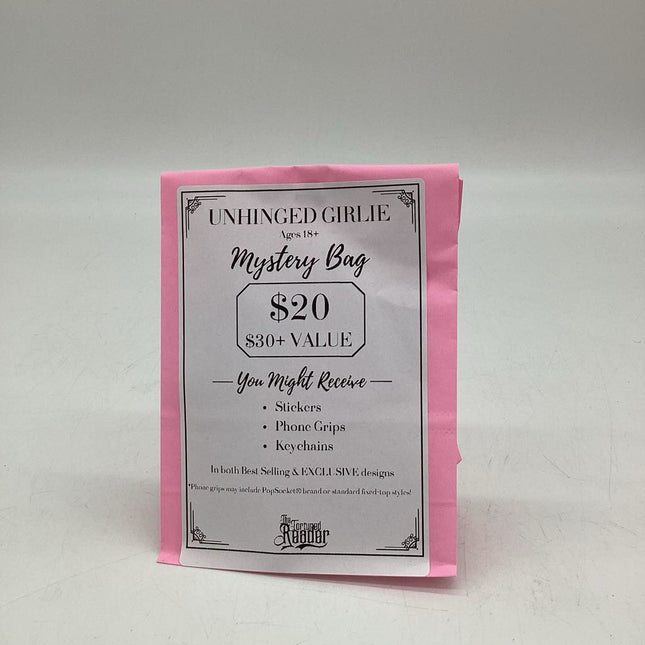 UNHINGED GIRLIE
Ages 18+
Mystery Bag
$20
$30+ VALUE
You Might Receive
• Stickers
• Phone Grips
• Keychains
In both Best Selling & EXCLUSIVE designs
*Phone grips may include PopSocket® brand or standard fixed-top styles!
The
Tortured
Reader